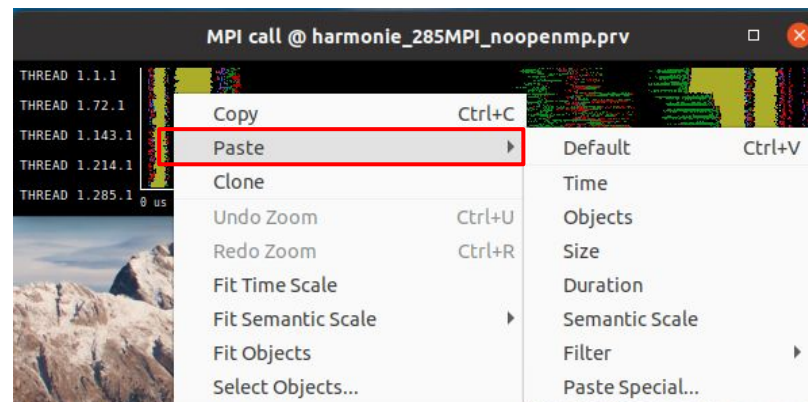 MPI call @ harmonie_285MPI_noopenmp.prv
THREAD 1.1.1
THREAD 1.72.1
THREAD 1.143.1
THREAD 1.214.1
THREAD 1.285.1
0 us
Copy Ctrl+C
Paste
Clone
Undo Zoom Ctrl+U
Redo Zoom Ctrl+R
Fit Time Scale
Fit Semantic Scale
Fit Objects
Select Objects...
Default Ctrl+V
Time
Objects
Size
Duration
Semantic Scale
Filter
Paste Special...